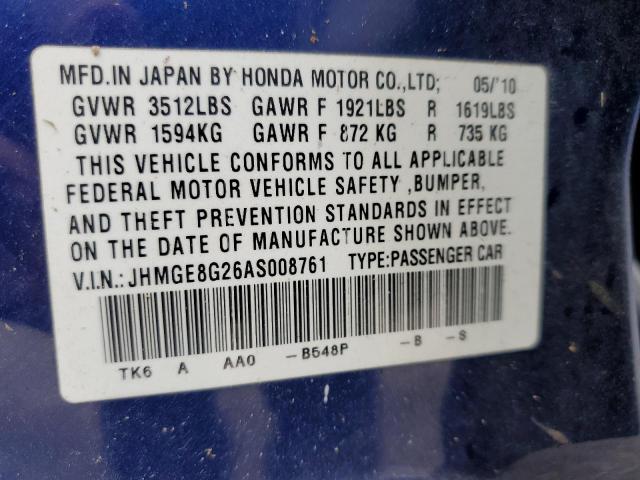 MFD.IN JAPAN BY HONDA MOTOR CO.,LTD; 05/'10
GVWR 3512LBS GAWR F 1921LBS R 1619LBS
GVWR 1594KG GAWR F 872 KG R 735 KG
THIS VEHICLE CONFORMS TO ALL APPLICABLE
FEDERAL MOTOR VEHICLE SAFETY ,BUMPER,
AND THEFT PREVENTION STANDARDS IN EFFECT
ON THE DATE OF MANUFACTURE SHOWN ABOVE.
V.I.N.:JHMGE8G26AS008761 TYPE:PASSENGER CAR
TK6 A AA0 -B548P -B -S